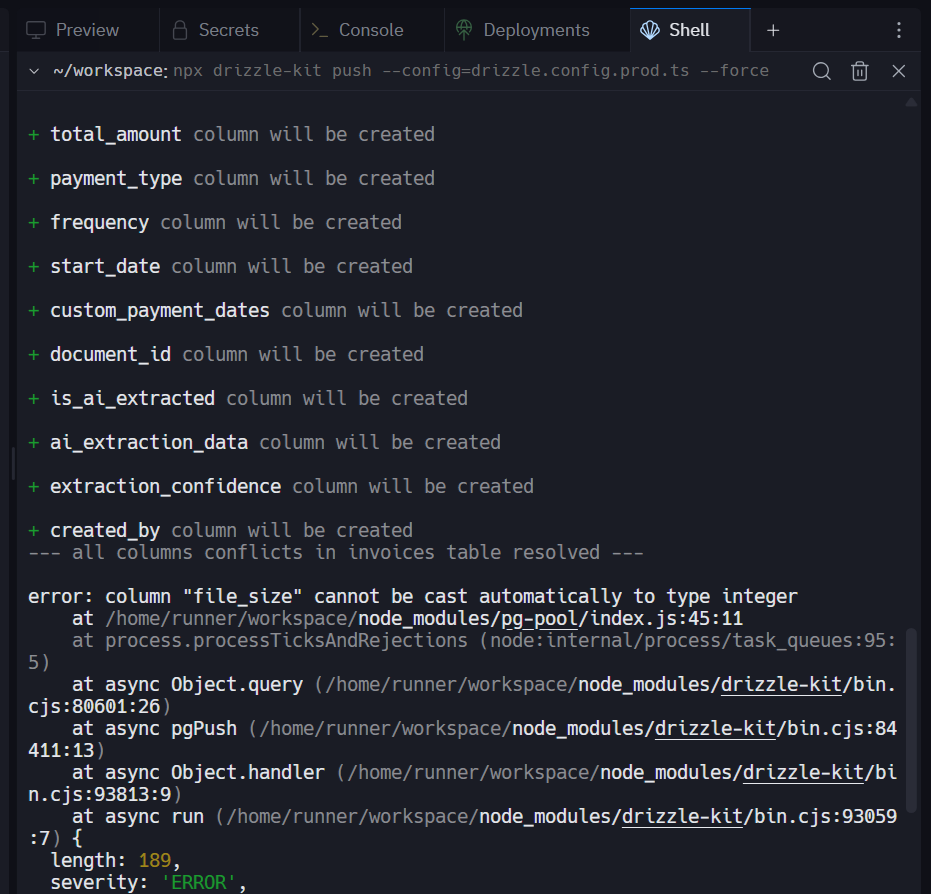 Preview Secrets Console Deployments Shell
~/workspace: npx drizzle-kit push --config=drizzle.config.prod.ts --force
+ total_amount column will be created
+ payment_type column will be created
+ frequency column will be created
+ start_date column will be created
+ custom_payment_dates column will be created
+ document_id column will be created
+ is_ai_extracted column will be created
+ ai_extraction_data column will be created
+ extraction_confidence column will be created
+ created_by column will be created
--- all columns conflicts in invoices table resolved ---
error: column "file_size" cannot be cast automatically to type integer
at /home/runner/workspace/node_modules/pg-pool/index.js:45:11
at process.processTicksAndRejections (node:internal/process/task_queues:95:
5)
at async Object.query (/home/runner/workspace/node_modules/drizzle-kit/bin.
cjs:80601:26)
at async pgPush (/home/runner/workspace/node_modules/drizzle-kit/bin.cjs:84
411:13)
at async Object.handler (/home/runner/workspace/node_modules/drizzle-kit/bi
n.cjs:93813:9)
at async run (/home/runner/workspace/node_modules/drizzle-kit/bin.cjs:93059
:7) {
length: 189,
severity: 'ERROR',